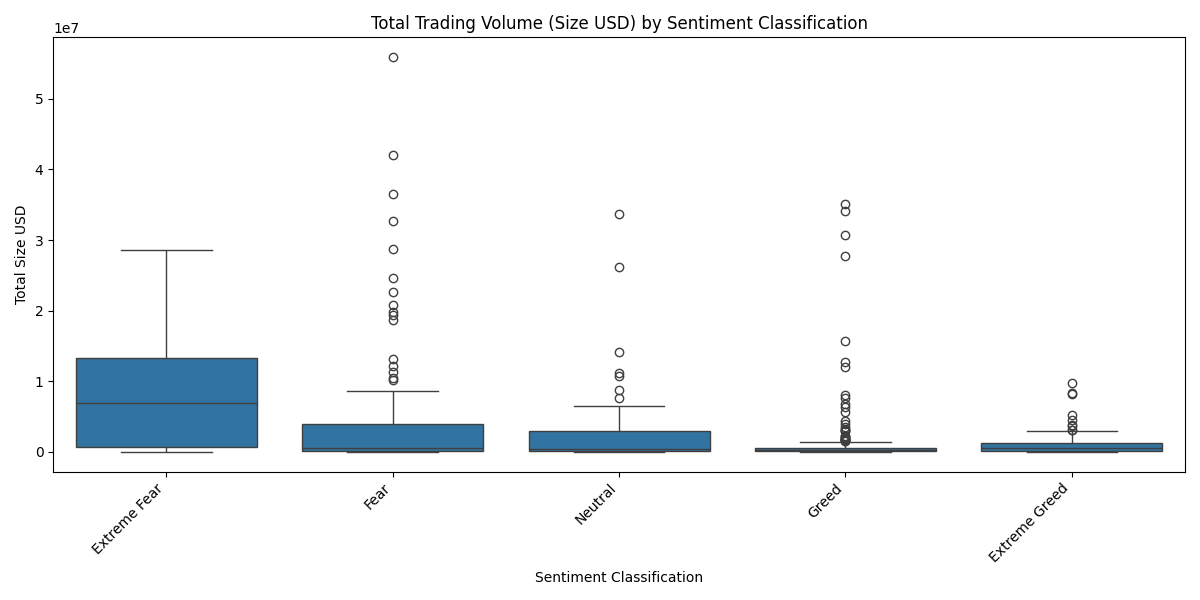 Total Trading Volume (Size USD) by Sentiment Classification
1e7
5
4
3
2
1
0
Total Size USD
Extreme Fear
Fear
Neutral
Greed
Extreme Greed
Sentiment Classification